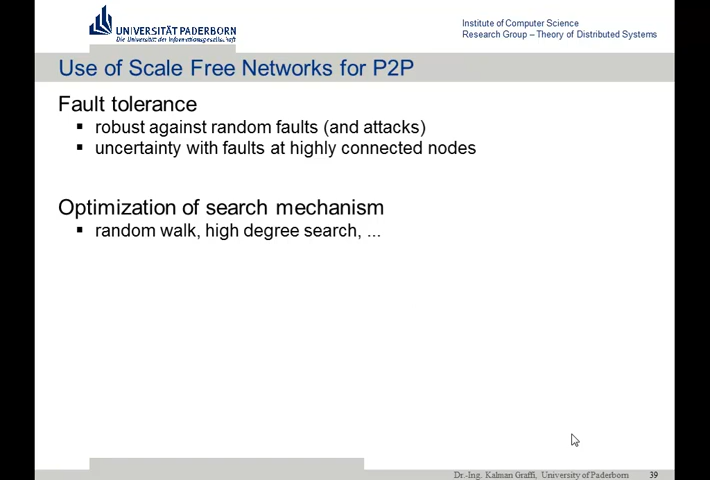 UNIVERSITÄT PADERBORN
Die Universität der Informationsgesellschaft
Institute of Computer Science
Research Group – Theory of Distributed Systems
Use of Scale Free Networks for P2P
Fault tolerance
▪ robust against random faults (and attacks)
▪ uncertainty with faults at highly connected nodes
Optimization of search mechanism
▪ random walk, high degree search, ...
Dr.-Ing. Kalman Graffi, University of Paderborn 39